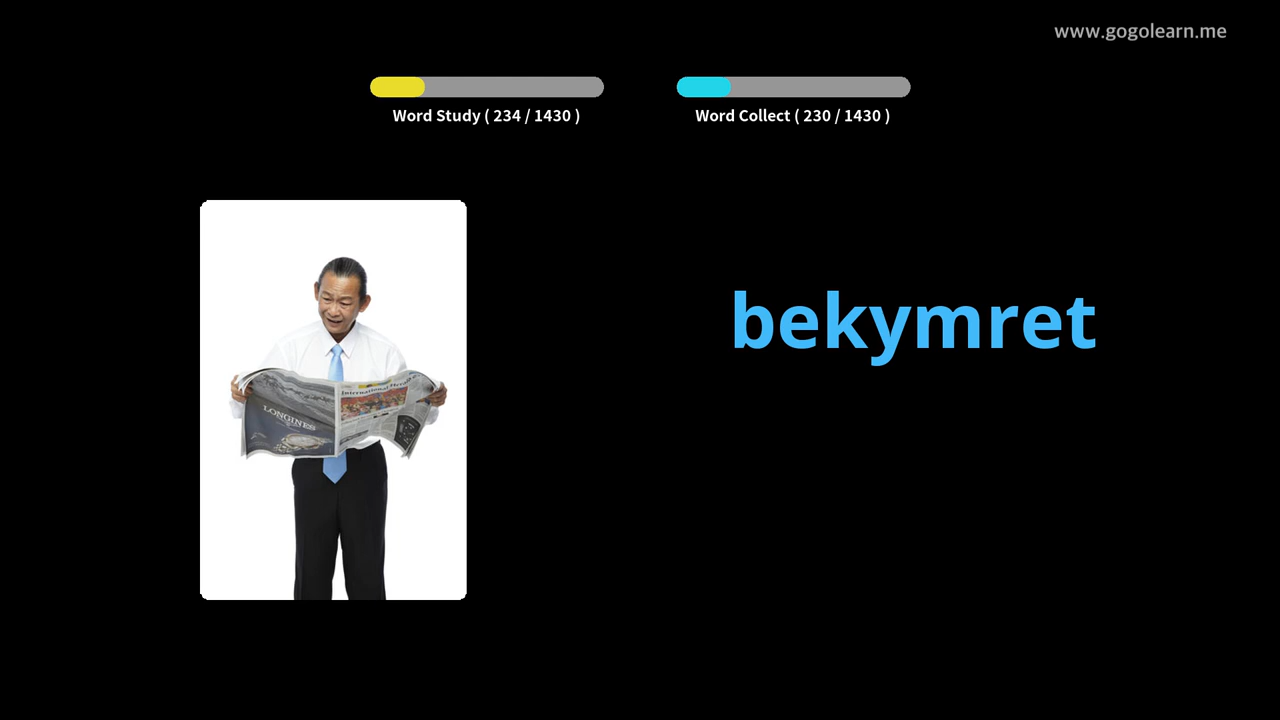 www.gogolearn.me
Word Study ( 234 / 1430 )
Word Collect ( 230 / 1430 )
bekymret
LONGINES
International Herald